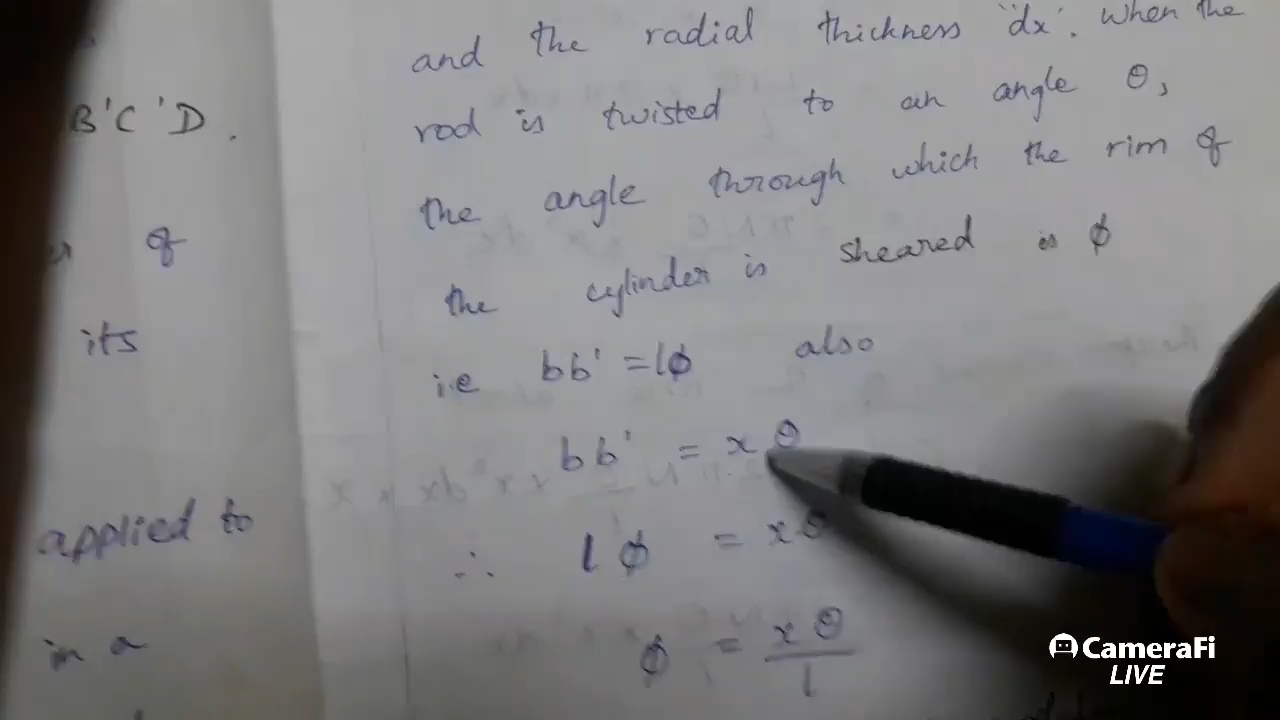 B'C'D.
of
its
applied to
in a
and the radial thickness 'dx'. When the
rod is twisted to an angle θ,
the angle through which the rim of
the cylinder is sheared is ϕ
i.e bb' = lϕ also
bb' = xθ
∴ lϕ = xθ
ϕ = xθ/l
CameraFi
LIVE